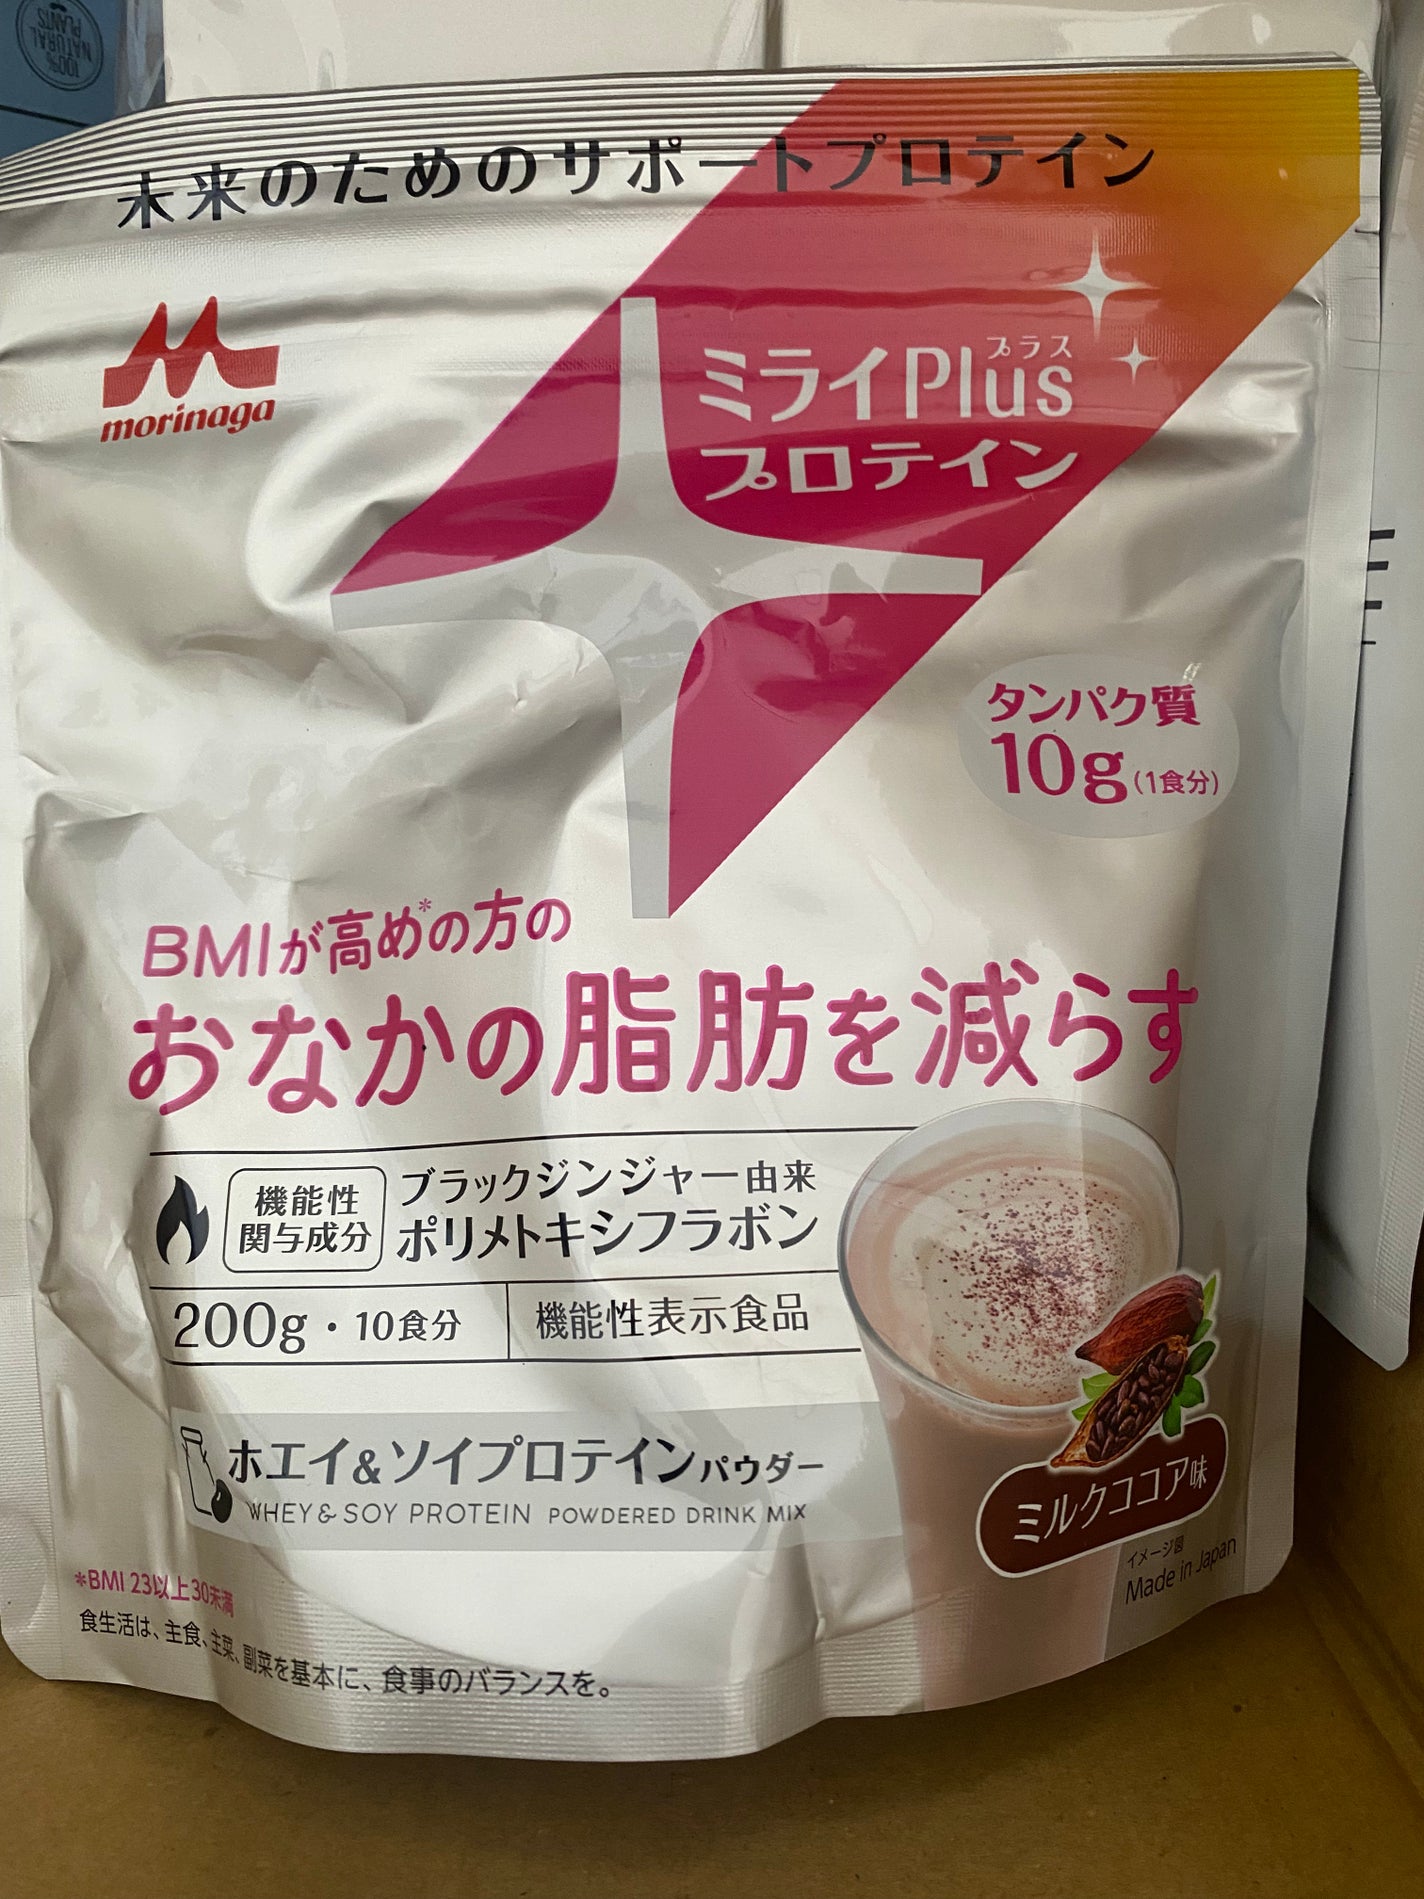 100%
NATURAL
PLANTS
未来のためのサポートプロテイン
morinaga
プラス
ミライPlus
プロテイン
タンパク質
10g(1食分)
BMIが高め*の方の
おなかの脂肪を減らす
機能性
関与成分
ブラックジンジャー由来
ポリメトキシフラボン
200g・10食分
機能性表示食品
ホエイ&ソイプロテインパウダー
WHEY & SOY PROTEIN POWDERED DRINK MIX
ミルクココア味
イメージ図
Made in Japan
*BMI 23以上30未満
食生活は、主食、主菜、副菜を基本に、食事のバランスを。